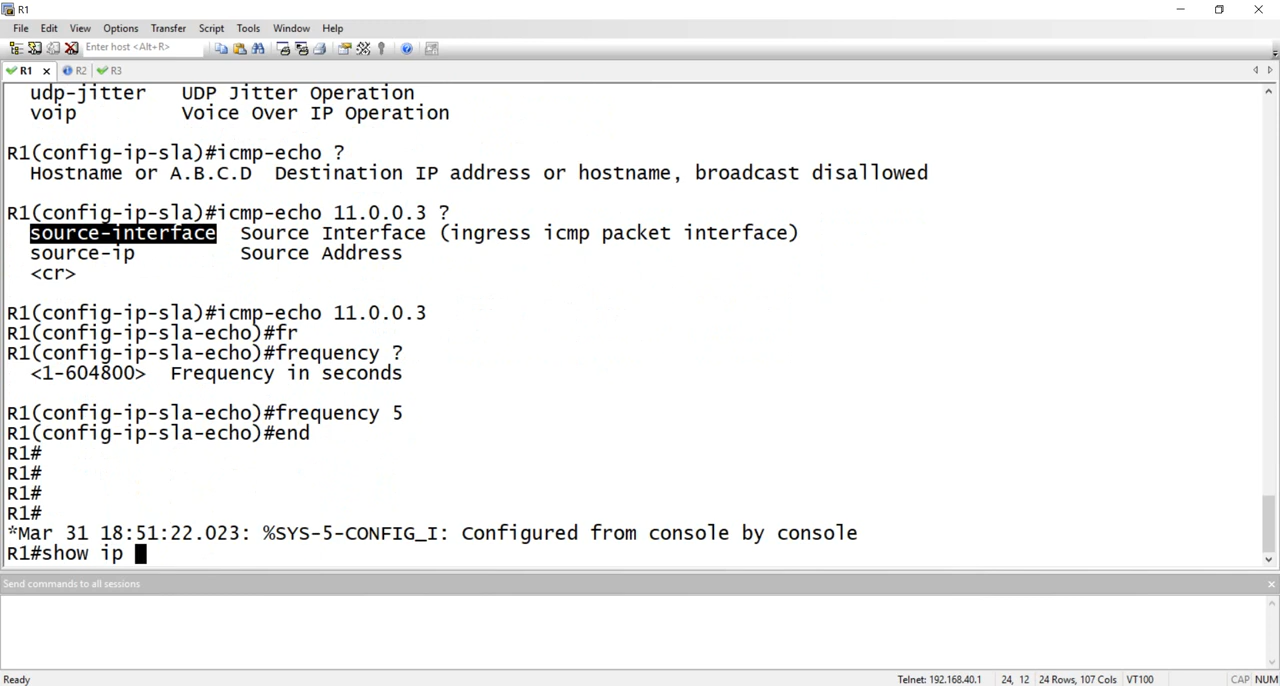 R1
File Edit View Options Transfer Script Tools Window Help
Enter host <Alt+R>
R1 R2 R3
udp-jitter UDP Jitter Operation
voip Voice Over IP Operation
R1(config-ip-sla)#icmp-echo ?
Hostname or A.B.C.D Destination IP address or hostname, broadcast disallowed
R1(config-ip-sla)#icmp-echo 11.0.0.3 ?
source-interface Source Interface (ingress icmp packet interface)
source-ip Source Address
<cr>
R1(config-ip-sla)#icmp-echo 11.0.0.3
R1(config-ip-sla-echo)#fr
R1(config-ip-sla-echo)#frequency ?
<1-604800> Frequency in seconds
R1(config-ip-sla-echo)#frequency 5
R1(config-ip-sla-echo)#end
R1#
R1#
R1#
R1#
*Mar 31 18:51:22.023: %SYS-5-CONFIG_I: Configured from console by console
R1#show ip
Send commands to all sessions
Ready Telnet: 192.168.40.1 24, 12 24 Rows, 107 Cols VT100 CAP NUM